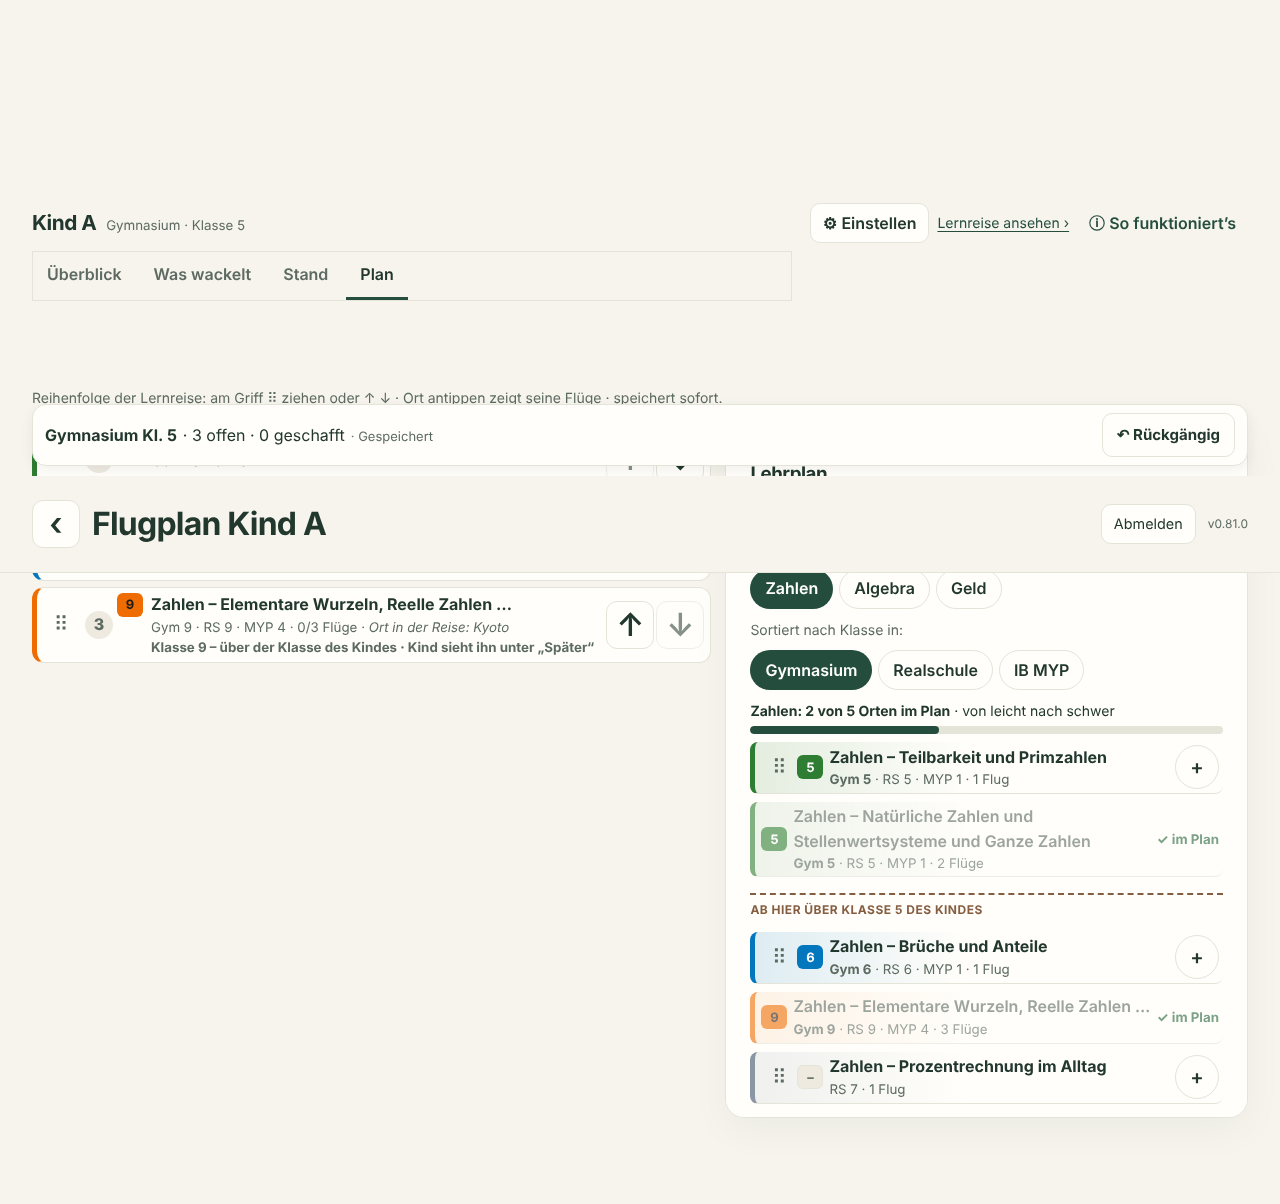 Kind A Gymnasium · Klasse 5
⚙ Einstellen Lernreise ansehen › ⓘ So funktioniert’s
Überblick Was wackelt Stand Plan
Reihenfolge der Lernreise: am Griff ⠿ ziehen oder ↑ ↓ · Ort antippen zeigt seine Flüge · speichert sofort.
Gymnasium Kl. 5 · 3 offen · 0 geschafft · Gespeichert
↶ Rückgängig
Lehrplan
‹ Flugplan Kind A
Abmelden v0.81.0
⠿ 3 9 Zahlen – Elementare Wurzeln, Reelle Zahlen …
Gym 9 · RS 9 · MYP 4 · 0/3 Flüge · Ort in der Reise: Kyoto
Klasse 9 – über der Klasse des Kindes · Kind sieht ihn unter „Später“
↑ ↓
Zahlen Algebra Geld
Sortiert nach Klasse in:
Gymnasium Realschule IB MYP
Zahlen: 2 von 5 Orten im Plan · von leicht nach schwer
⠿ 5 Zahlen – Teilbarkeit und Primzahlen
Gym 5 · RS 5 · MYP 1 · 1 Flug
+
5 Zahlen – Natürliche Zahlen und
Stellenwertsysteme und Ganze Zahlen
Gym 5 · RS 5 · MYP 1 · 2 Flüge
✓ im Plan
AB HIER ÜBER KLASSE 5 DES KINDES
⠿ 6 Zahlen – Brüche und Anteile
Gym 6 · RS 6 · MYP 1 · 1 Flug
+
9 Zahlen – Elementare Wurzeln, Reelle Zahlen …
Gym 9 · RS 9 · MYP 4 · 3 Flüge
✓ im Plan
⠿ – Zahlen – Prozentrechnung im Alltag
RS 7 · 1 Flug
+